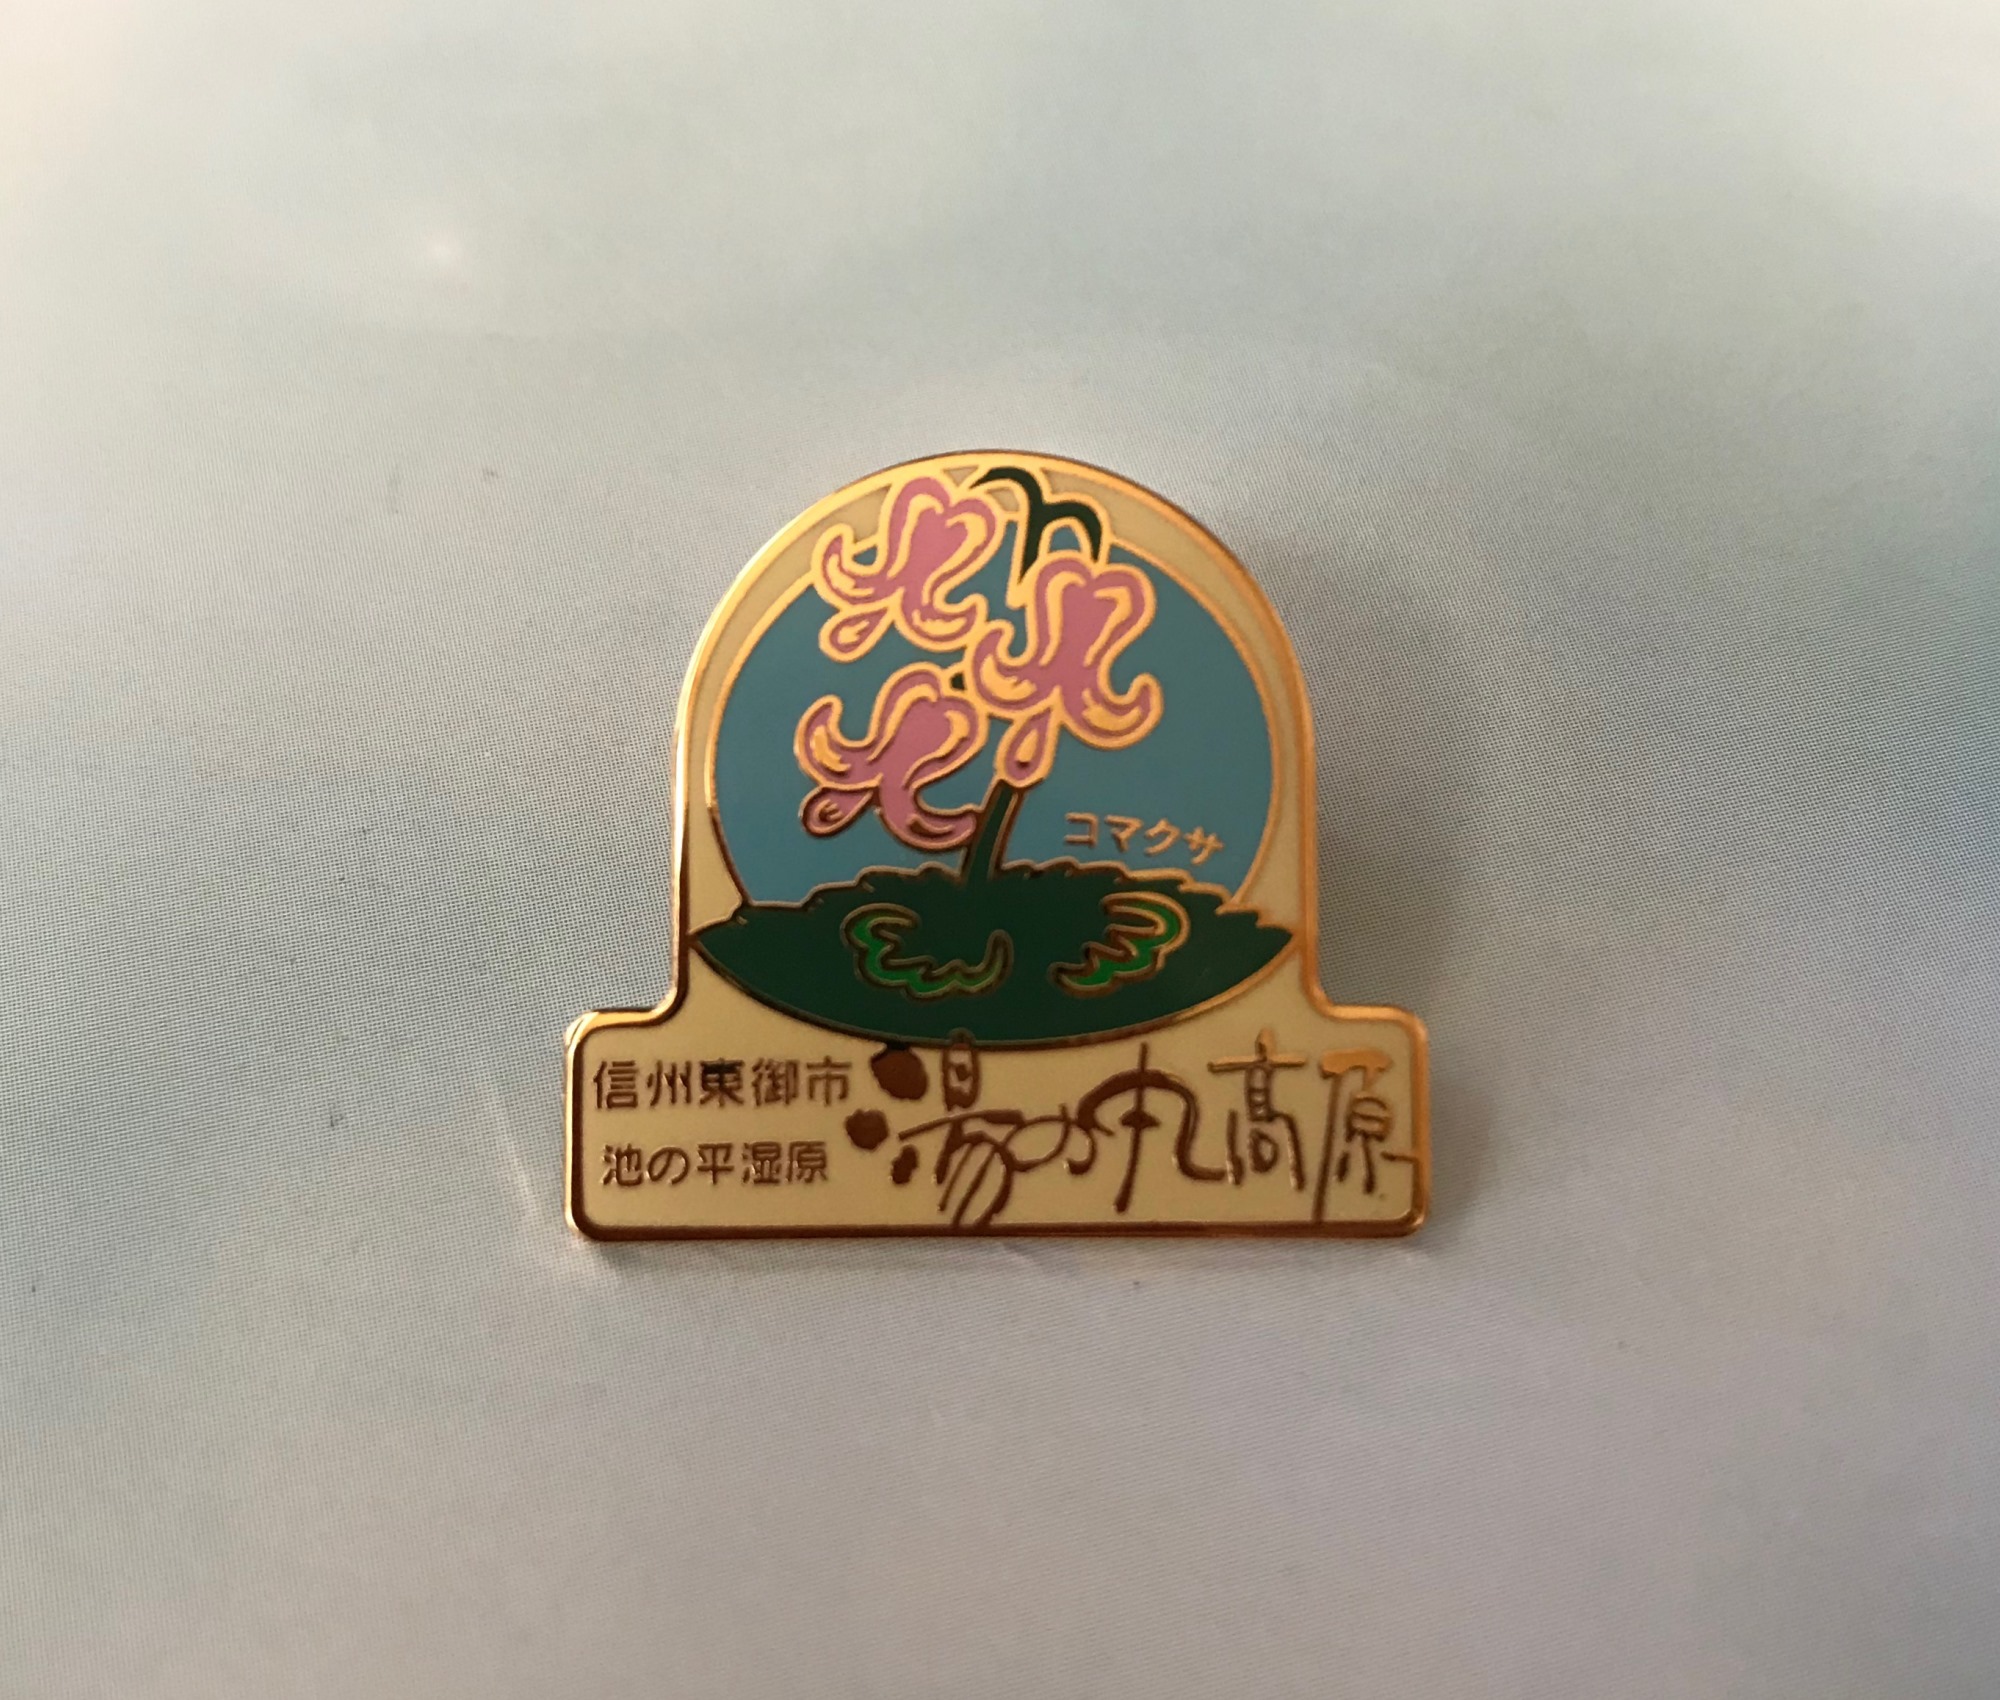 コマクサ
信州東御市
池の平湿原
湯の丸高原